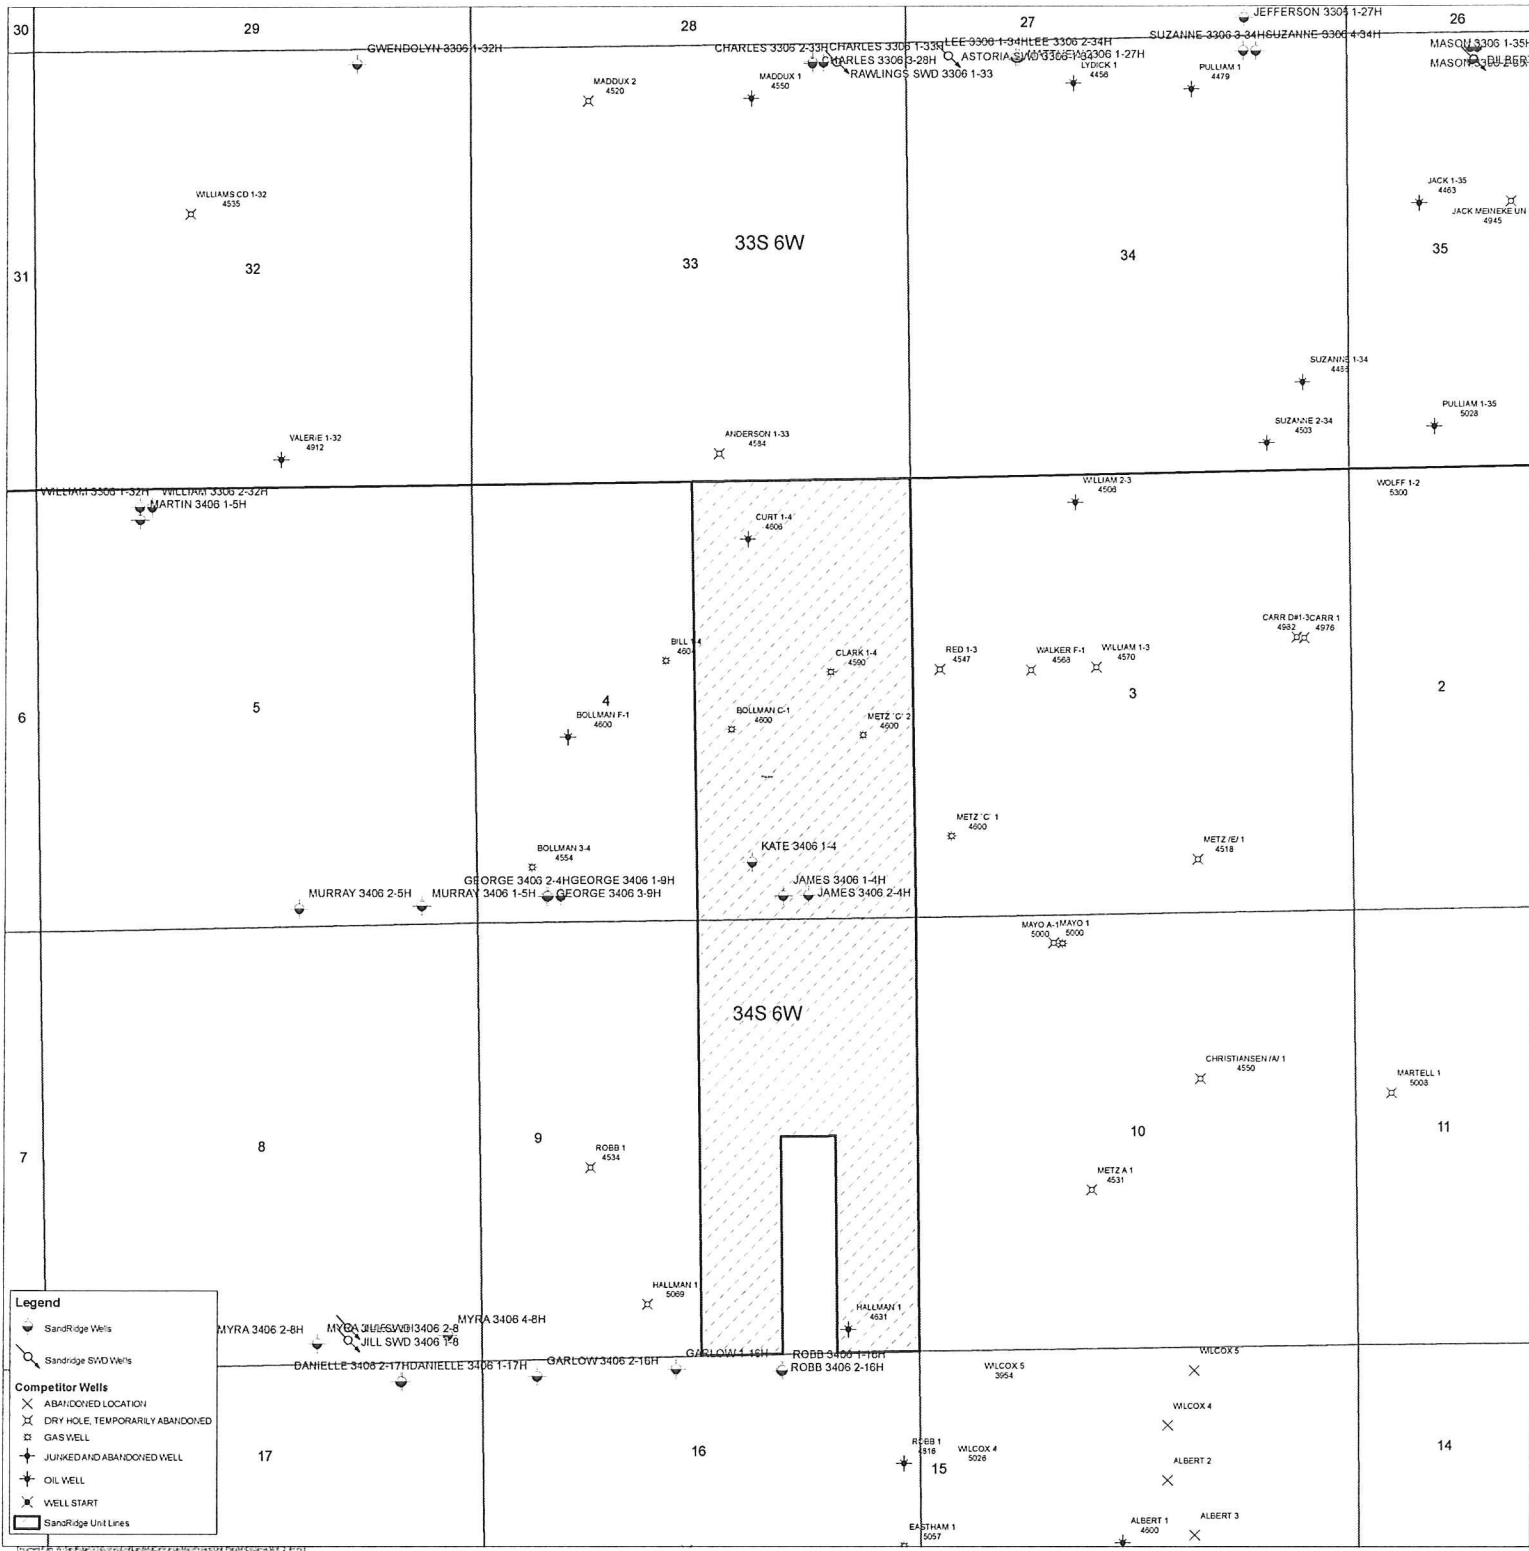 30
29
28
27
26
JEFFERSON 3306 1-27H
GWENDOLYN 3306 1-32H
CHARLES 3306 2-33H
CHARLES 3306 1-33H
CHARLES 3306 3-28H
RAWLINGS SWD 3306 1-33
LEE 3306 1-34H
LEE 3306 2-34H
SUZANNE 3306 3-34H
SUZANNE 3306 4-34H
MASON 3306 1-35H
MADDUX 2
4520
MADDUX 1
4550
LYDICK 1
4456
PULLIAM 1
4479
WILLIAMS CD 1-32
4535
JACK 1-35
4463
JACK MEINEKE UN
4945
31
32
33
33S 6W
34
35
SUZANNE 1-34
PULLIAM 1-35
5028
SUZANNE 2-34
4503
VALERIE 1-32
4912
ANDERSON 1-33
4584
WILLIAM 3306 1-32H
WILLIAM 3306 2-32H
MARTIN 3406 1-5H
WILLIAM 2-3
4506
WOLFF 1-2
5300
CURT 1-4
4606
CARR D#1-3
4982
CARR 1
4976
BILL 1-4
CLARK 1-4
4590
RED 1-3
4547
WALKER F-1
4568
WILLIAM 1-3
4570
6
5
4
3
2
BOLLMAN F-1
4600
BOLLMAN C-1
4600
METZ 'C' 2
4600
METZ 'C' 1
4600
METZ /E/ 1
4518
BOLLMAN 3-4
4554
KATE 3406 1-4
GEORGE 3406 2-4H
GEORGE 3406 1-9H
GEORGE 3406 3-9H
MURRAY 3406 2-5H
MURRAY 3406 1-5H
JAMES 3406 1-4H
JAMES 3406 2-4H
MAYO A-1
5000
MAYO 1
5000
34S 6W
CHRISTIANSEN /A/ 1
4550
MARTELL 1
5008
7
8
9
10
11
ROBB 1
4534
METZ A 1
4531
HALLMAN 1
5069
HALLMAN 1
4631
MYRA 3406 2-8H
MYRA 3406 4-8H
JILL SWD 3406 1-8
DANIELLE 3406 2-17H
DANIELLE 3406 1-17H
GARLOW 3406 2-16H
GARLOW 1-16H
ROBB 3406 1-16H
ROBB 3406 2-16H
WILCOX 5
3954
WILCOX 5
WILCOX 4
17
16
15
14
ROBB 1
4816
WILCOX 4
5026
ALBERT 2
EASTHAM 1
5057
ALBERT 1
4600
ALBERT 3
Legend
SandRidge Wells
Sandridge SWD Wells
Competitor Wells
ABANDONED LOCATION
DRY HOLE, TEMPORARILY ABANDONED
GAS WELL
JUNKED AND ABANDONED WELL
OIL WELL
WELL START
SandRidge Unit Lines